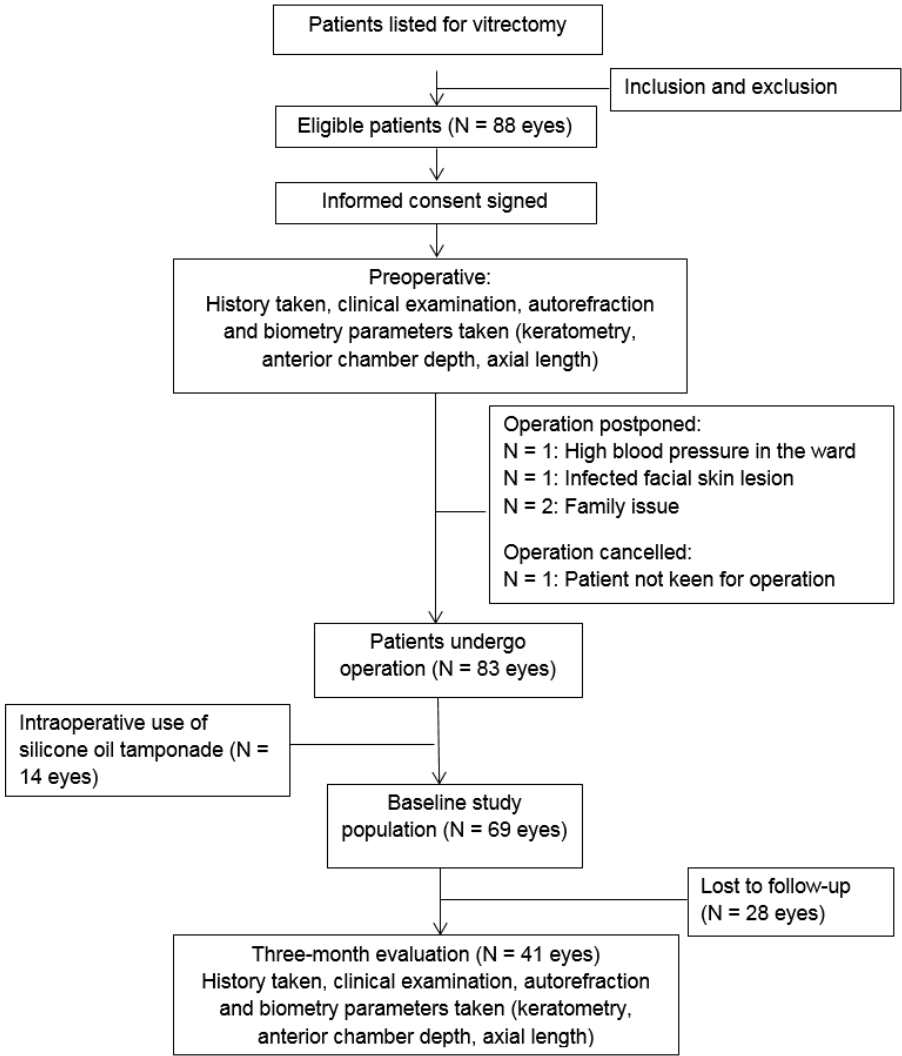 Patients listed for vitrectomy
Inclusion and exclusion
Eligible patients (N = 88 eyes)
Informed consent signed
Preoperative:
History taken, clinical examination, autorefraction
and biometry parameters taken (keratometry,
anterior chamber depth, axial length)
Operation postponed:
N = 1: High blood pressure in the ward
N = 1: Infected facial skin lesion
N = 2: Family issue
Operation cancelled:
N = 1: Patient not keen for operation
Patients undergo
operation (N = 83 eyes)
Intraoperative use of
silicone oil tamponade (N =
14 eyes)
Baseline study
population (N = 69 eyes)
Lost to follow-up
(N = 28 eyes)
Three-month evaluation (N = 41 eyes)
History taken, clinical examination, autorefraction
and biometry parameters taken (keratometry,
anterior chamber depth, axial length)